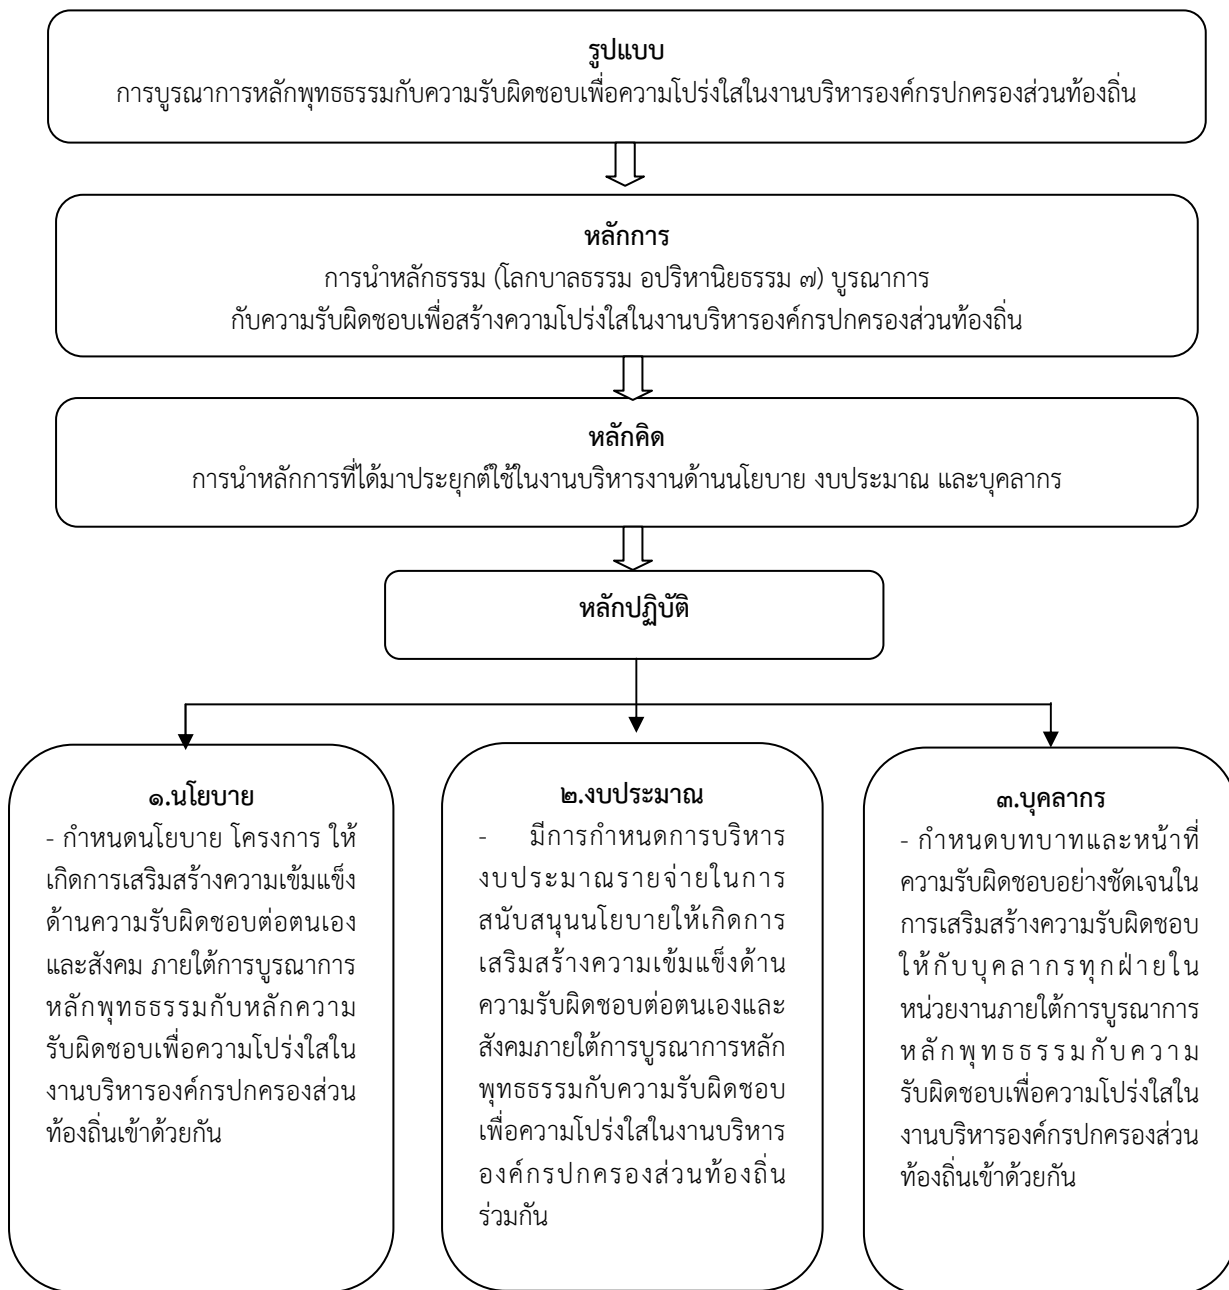 รูปแบบ
การบูรณาการหลักพุทธธรรมกับความรับผิดชอบเพื่อความโปร่งใสในงานบริหารองค์กรปกครองส่วนท้องถิ่น
หลักการ
การนำหลักธรรม (โลกบาลธรรม อปริหานิยธรรม ๗) บูรณาการ
กับความรับผิดชอบเพื่อสร้างความโปร่งใสในงานบริหารองค์กรปกครองส่วนท้องถิ่น
หลักคิด
การนำหลักการที่ได้มาประยุกต์ใช้ในงานบริหารงานด้านนโยบาย งบประมาณ และบุคลากร
หลักปฏิบัติ
๑.นโยบาย
- กำหนดนโยบาย โครงการ ให้
เกิดการเสริมสร้างความเข้มแข็ง
ด้านความรับผิดชอบต่อตนเอง
และสังคม ภายใต้การบูรณาการ
หลักพุทธธรรมกับหลักความ
รับผิดชอบเพื่อความโปร่งใสใน
งานบริหารองค์กรปกครองส่วน
ท้องถิ่นเข้าด้วยกัน
๒.งบประมาณ
- มีการกำหนดการบริหาร
งบประมาณรายจ่ายในการ
สนับสนุนนโยบายให้เกิดการ
เสริมสร้างความเข้มแข็งด้าน
ความรับผิดชอบต่อตนเองและ
สังคมภายใต้การบูรณาการหลัก
พุทธธรรมกับความรับผิดชอบ
เพื่อความโปร่งใสในงานบริหาร
องค์กรปกครองส่วนท้องถิ่น
ร่วมกัน
๓.บุคลากร
- กำหนดบทบาทและหน้าที่
ความรับผิดชอบอย่างชัดเจนใน
การเสริมสร้างความรับผิดชอบ
ให้กับบุคลากรทุกฝ่ายใน
หน่วยงานภายใต้การบูรณาการ
หลักพุทธธรรมกับความ
รับผิดชอบเพื่อความโปร่งใสใน
งานบริหารองค์กรปกครองส่วน
ท้องถิ่นเข้าด้วยกัน